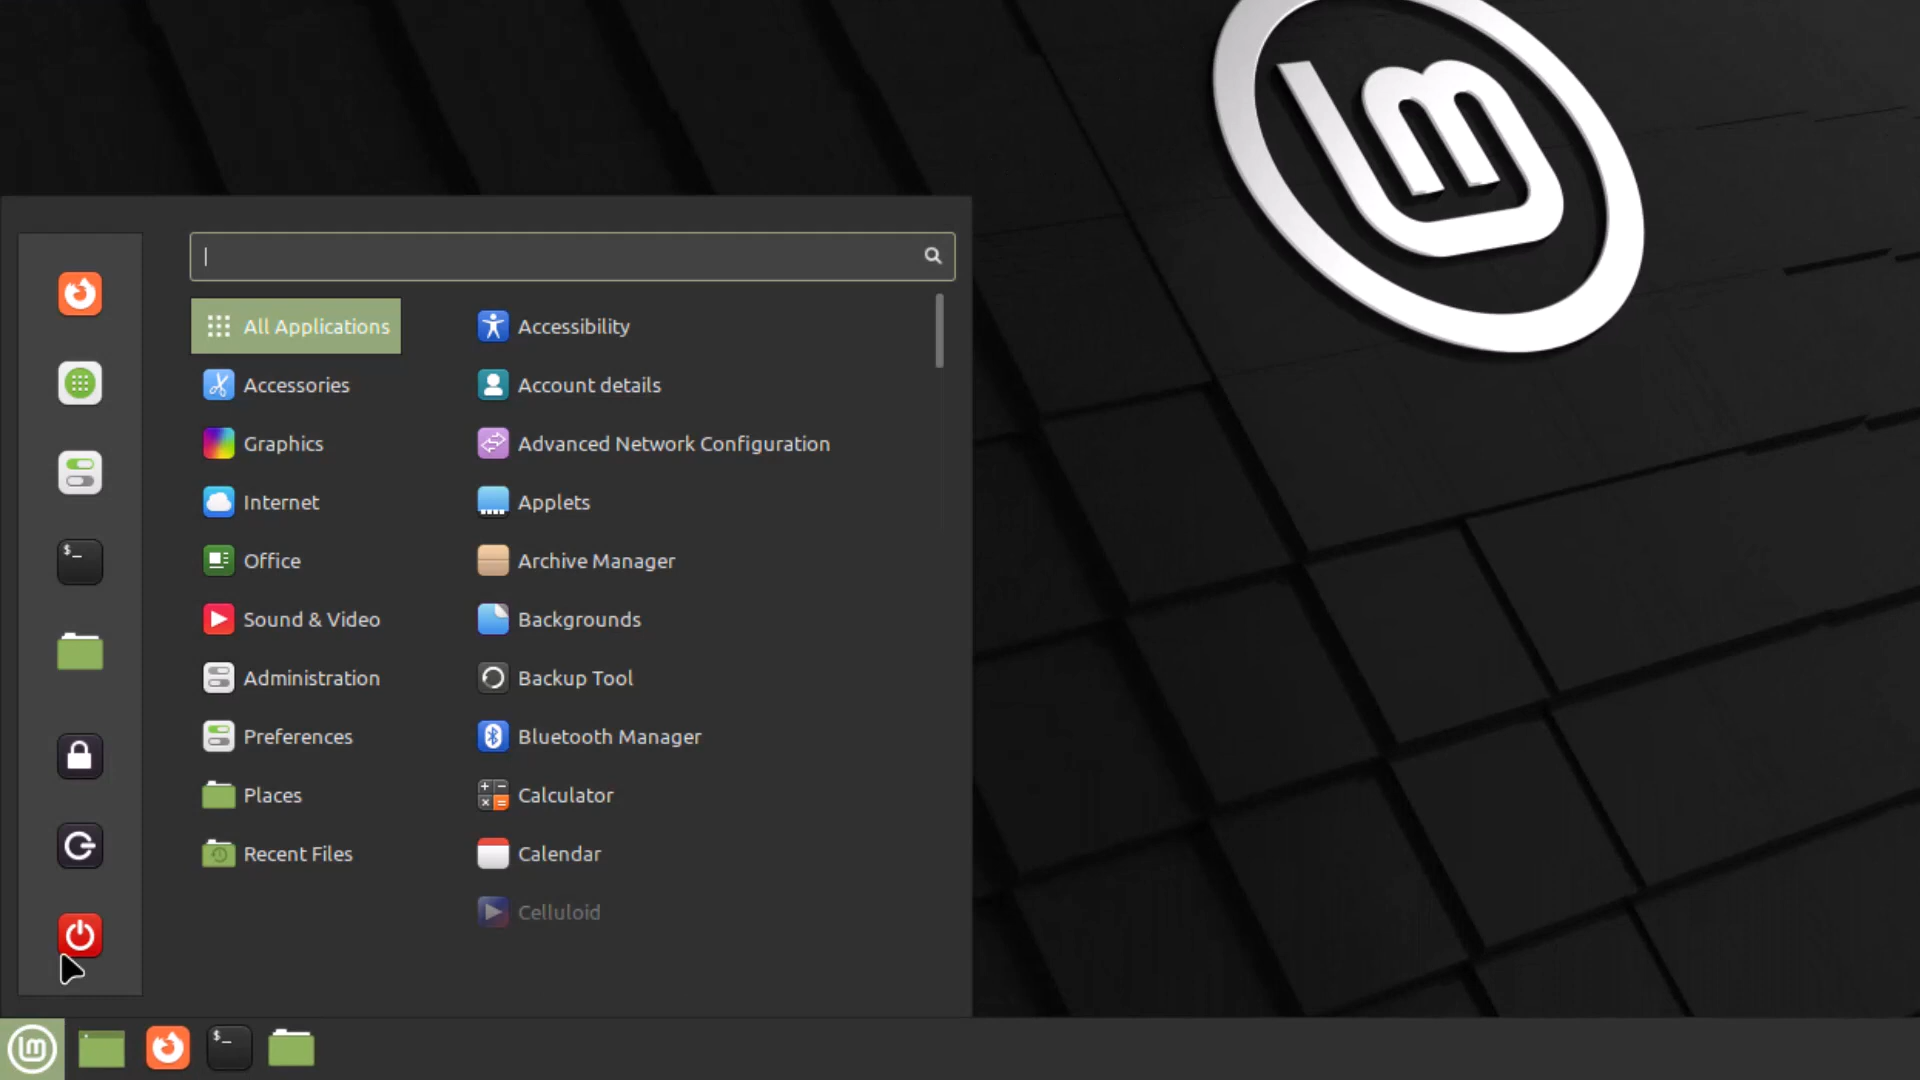 All Applications
Accessories
Graphics
Internet
Office
Sound & Video
Administration
Preferences
Places
Recent Files
Accessibility
Account details
Advanced Network Configuration
Applets
Archive Manager
Backgrounds
Backup Tool
Bluetooth Manager
Calculator
Calendar
Celluloid